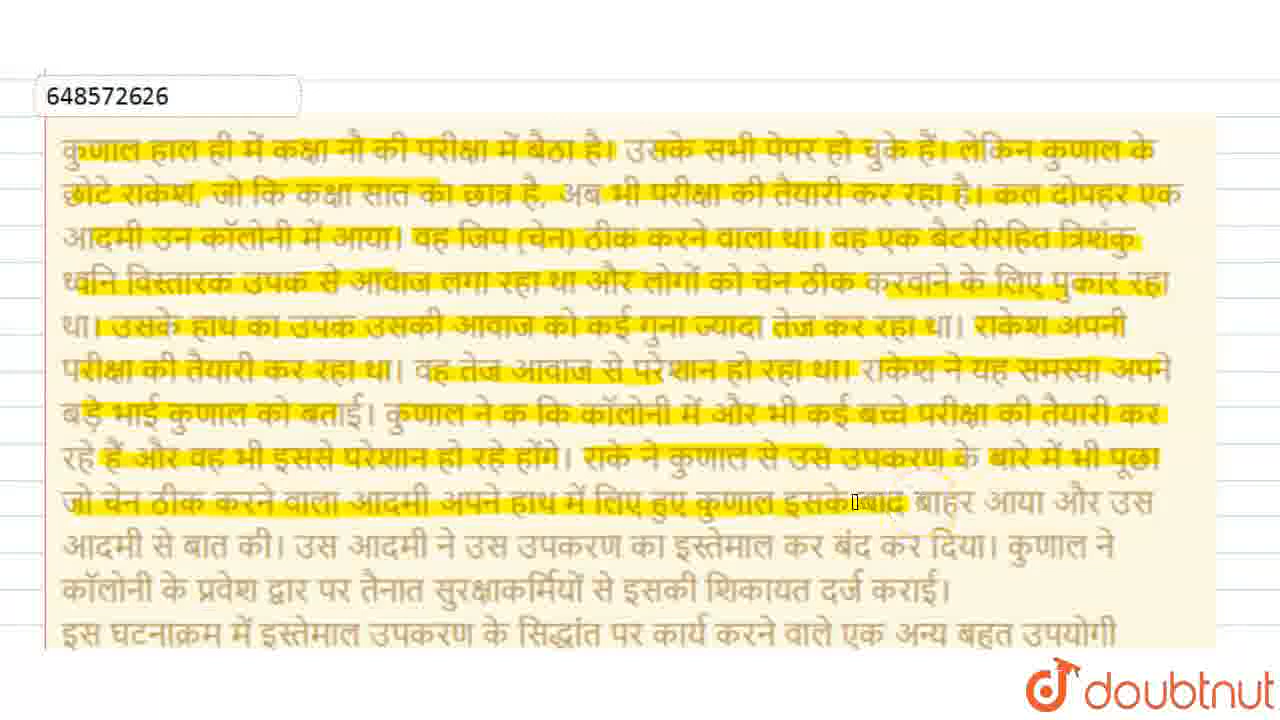 648572626
कुणाल हाल ही में कक्षा नौ की परीक्षा में बैठा है। उसके सभी पेपर हो चुके हैं। लेकिन कुणाल के
छोटे राकेश, जो कि कक्षा सात का छात्र है, अब भी परीक्षा की तैयारी कर रहा है। कल दोपहर एक
आदमी उन कॉलोनी में आया। वह जिप (चेन) ठीक करने वाला था। वह एक बैटरीरहित त्रिशंकु
ध्वनि विस्तारक उपक से आवाज लगा रहा था और लोगों को चेन ठीक करवाने के लिए पुकार रहा
था। उसके हाथ का उपक उसकी आवाज को कई गुना ज्यादा तेज कर रहा था। राकेश अपनी
परीक्षा की तैयारी कर रहा था। वह तेज आवाज से परेशान हो रहा था। राकेश ने यह समस्या अपने
बड़े भाई कुणाल को बताई। कुणाल ने क कि कॉलोनी में और भी कई बच्चे परीक्षा की तैयारी कर
रहे हैं और वह भी इससे परेशान हो रहे होंगे। राके ने कुणाल से उस उपकरण के बारे में भी पूछा
जो चेन ठीक करने वाला आदमी अपने हाथ में लिए हुए कुणाल इसके बाद बाहर आया और उस
आदमी से बात की। उस आदमी ने उस उपकरण का इस्तेमाल कर बंद कर दिया। कुणाल ने
कॉलोनी के प्रवेश द्वार पर तैनात सुरक्षाकर्मियों से इसकी शिकायत दर्ज कराई।
इस घटनाक्रम में इस्तेमाल उपकरण के सिद्धांत पर कार्य करने वाले एक अन्य बहुत उपयोगी
doubtnut